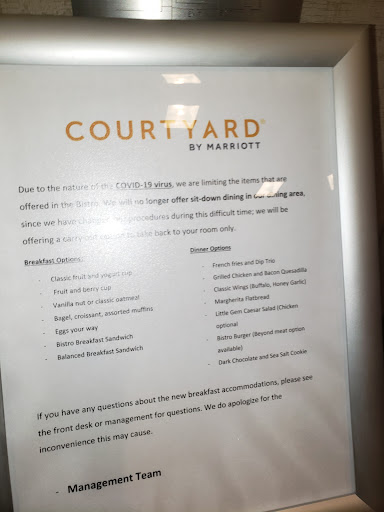 COURTYARD®
BY MARRIOTT
Due to the nature of the COVID-19 virus, we are limiting the items that are
offered in the Bistro. We will no longer offer sit-down dining in our dining area,
since we have procedures during this difficult time; we will be
offering a carry out to take back to your room only.
Breakfast Options:
- Classic fruit and yogurt cup
- Fruit and berry cup
- Vanilla nut or classic oatmeal
- Bagel, croissant, assorted muffins
- Eggs your way
- Bistro Breakfast Sandwich
- Balanced Breakfast Sandwich
Dinner Options
- French fries and Dip Trio
- Grilled Chicken and Bacon Quesadilla
- Classic Wings (Buffalo, Honey Garlic)
- Margherita Flatbread
- Little Gem Caesar Salad (Chicken
optional
- Bistro Burger (Beyond meat option
available)
- Dark Chocolate and Sea Salt Cookie
If you have any questions about the new breakfast accommodations, please see
the front desk or management for questions. We do apologize for the
inconvenience this may cause.
- Management Team